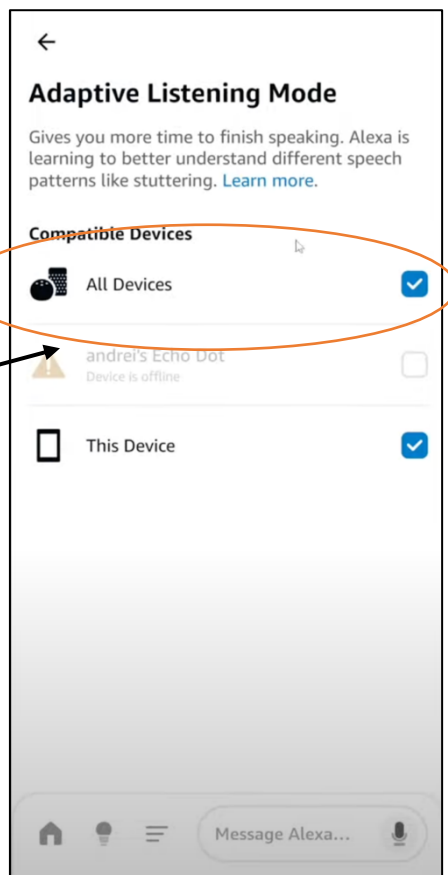 Adaptive Listening Mode
Gives you more time to finish speaking. Alexa is
learning to better understand different speech
patterns like stuttering. Learn more.
Compatible Devices
All Devices
andrei's Echo Dot
Device is offline
This Device
Message Alexa...